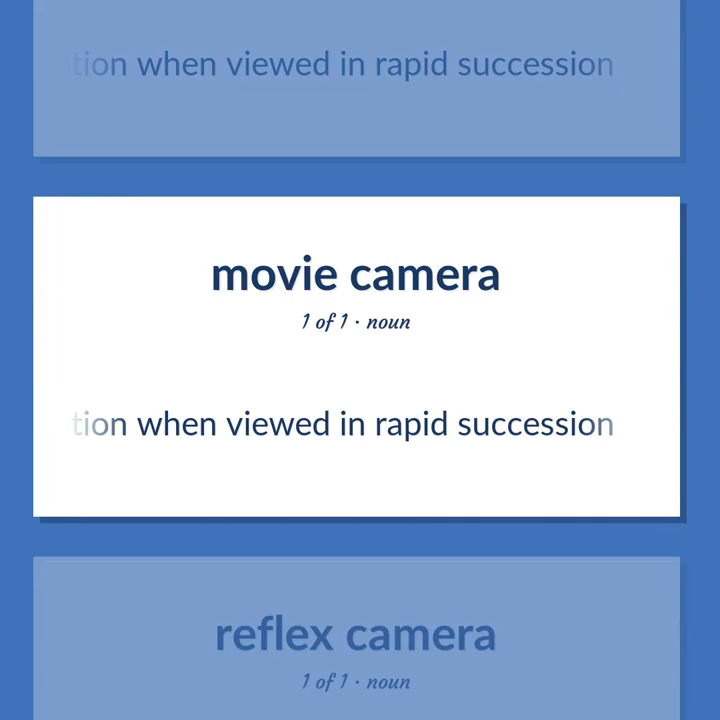 tion when viewed in rapid succession
movie camera
1 of 1 · noun
tion when viewed in rapid succession
reflex camera
1 of 1 · noun